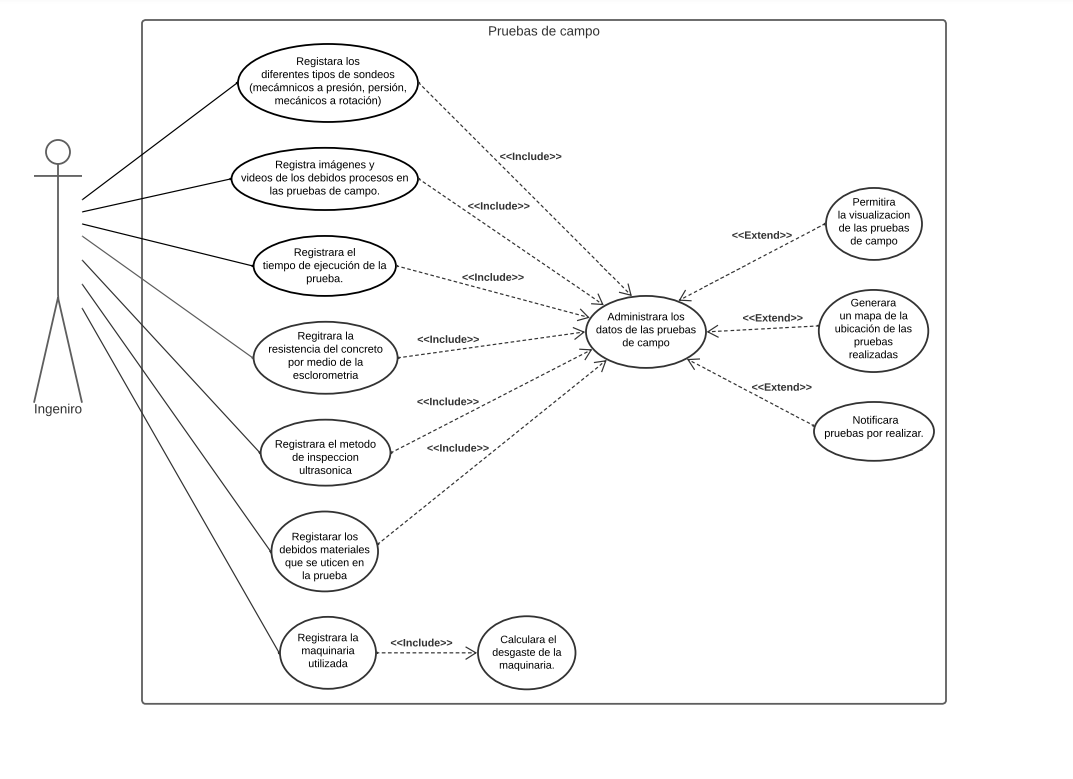 Pruebas de campo
Registara los
diferentes tipos de sondeos
(mecámnicos a presión, persión,
mecánicos a rotación)
<<Include>>
Registra imágenes y
videos de los debidos procesos en
las pruebas de campo.
<<Include>>
Registrara el
tiempo de ejecución de la
prueba.
<<Include>>
Regitrara la
resistencia del concreto
por medio de la
esclorometria
<<Include>>
Ingeniro
Registrara el metodo
de inspeccion
ultrasonica
<<Include>>
Registarar los
debidos materiales
que se uticen en
la prueba
<<Include>>
Registrara la
maquinaria
utilizada
<<Include>>
Calculara el
desgaste de la
maquinaria.
Administrara los
datos de las pruebas
de campo
<<Extend>>
Permitira
la visualizacion
de las pruebas
de campo
<<Extend>>
Generara
un mapa de la
ubicación de las
pruebas
realizadas
<<Extend>>
Notificara
pruebas por realizar.